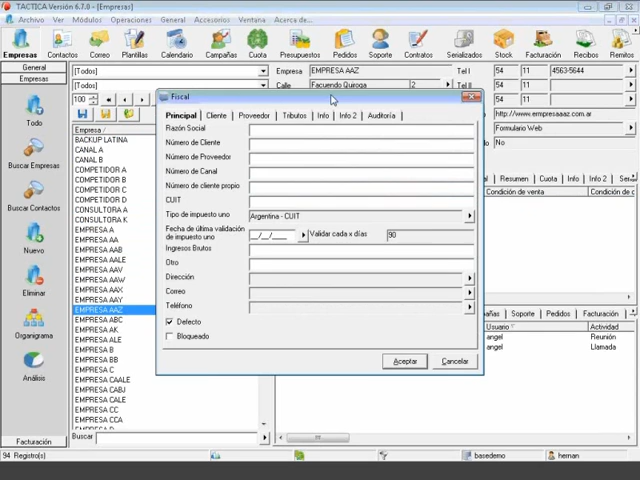 TACTICA Versión 6.7.0 - [Empresas]
Archivo Ver Módulos Operaciones General Accesorios Ventana Acerca de...
Empresas Contactos Correo Plantillas Calendario Campañas Cuotas Presupuestos Pedidos Soporte Contratos Serializados Stock Facturación Recibos Remitos
General
Empresas
Todo
Buscar Empresas
Buscar Contactos
Nuevo
Eliminar
Organigrama
Análisis
Facturación
[Todos]
[Todos]
100
Empresa
BACKUP LATINA
CANAL A
CANAL B
COMPETIDOR A
COMPETIDOR B
COMPETIDOR C
COMPETIDOR D
CONSULTORA A
CONSULTORA K
EMPRESA A
EMPRESA AA
EMPRESA AAB
EMPRESA AALE
EMPRESA AAV
EMPRESA AAW
EMPRESA AAX
EMPRESA AAY
EMPRESA AAZ
EMPRESA ABC
EMPRESA AK
EMPRESA ALE
EMPRESA B
EMPRESA BB
EMPRESA C
EMPRESA CAALE
EMPRESA CABJ
EMPRESA CALE
EMPRESA CC
EMPRESA CCA
Buscar
Empresa EMPRESA AAZ
Calle Facuendo Quiroga 2
Tel I 54 11 4563-5644
Tel II 54 11
54 11
http://www.empresaaaz.com.ar
Formulario Web
No
Resumen Cuota Info Info 2
Condición de venta
Soporte Pedidos Facturación
Usuario Actividad
angel Reunión
angel Llamada
Fiscal
Principal Cliente Proveedor Tributos Info Info 2 Auditoría
Razón Social
Número de Cliente
Número de Proveedor
Número de Canal
Número de cliente propio
CUIT
Tipo de impuesto uno Argentina - CUIT
Fecha de última validación de impuesto uno __/__/____ Validar cada x días 90
Ingresos Brutos
Otro
Dirección
Correo
Teléfono
Defecto
Bloqueado
Aceptar Cancelar
94 Registro(s) basedemo hernan